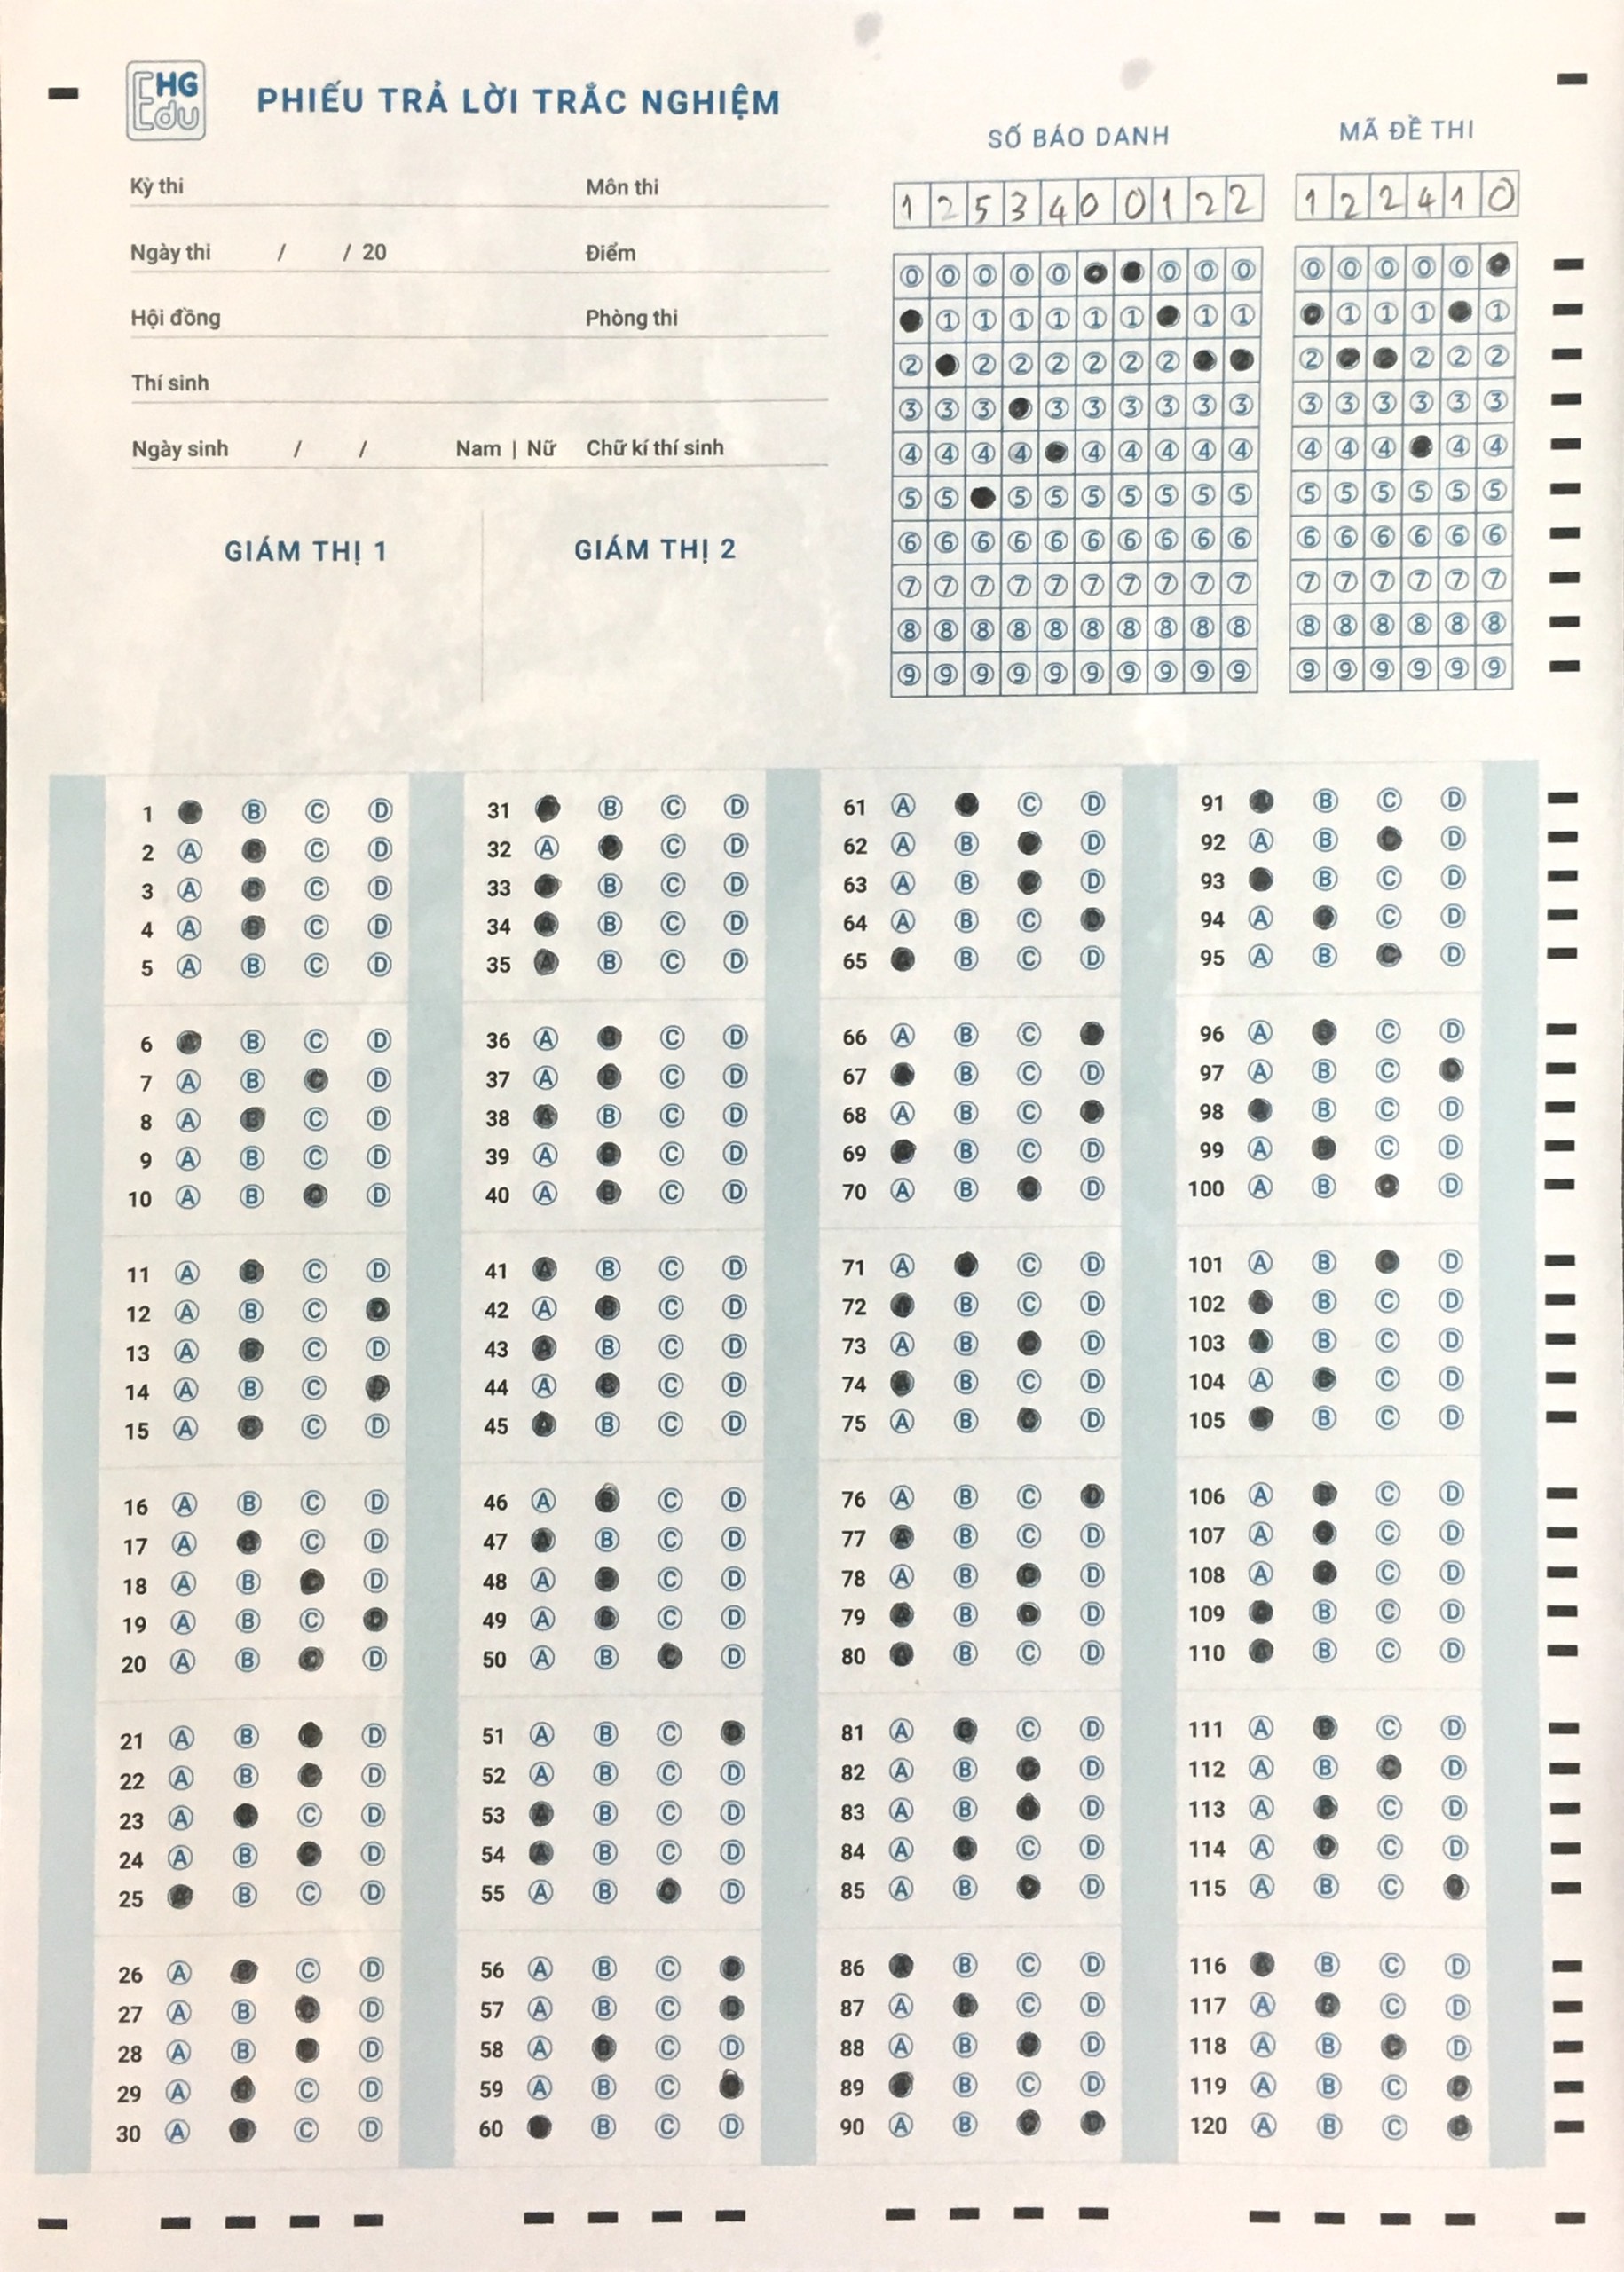 HG
Edu
PHIẾU TRẢ LỜI TRẮC NGHIỆM
Kỳ thi Môn thi
Ngày thi / / 20 Điểm
Hội đồng Phòng thi
Thí sinh
Ngày sinh / / Nam | Nữ Chữ kí thí sinh
GIÁM THỊ 1 GIÁM THỊ 2
SỐ BÁO DANH
1 2 5 3 4 0 0 1 2 2
0 0 0 0 0 0 0 0
1 1 1 1 1 1 1 1
2 2 2 2 2 2 2
3 3 3 3 3 3 3 3 3
4 4 4 4 4 4 4 4 4
5 5 5 5 5 5 5 5 5
6 6 6 6 6 6 6 6 6 6
7 7 7 7 7 7 7 7 7 7
8 8 8 8 8 8 8 8 8 8
9 9 9 9 9 9 9 9 9 9
MÃ ĐỀ THI
1 2 2 4 1 0
0 0 0 0 0
1 1 1 1
2 2 2 2
3 3 3 3 3 3
4 4 4 4 4
5 5 5 5 5 5
6 6 6 6 6 6
7 7 7 7 7 7
8 8 8 8 8 8
9 9 9 9 9 9
1 B C D
2 A C D
3 A C D
4 A C D
5 A B C D
6 B C D
7 A B D
8 A C D
9 A B C D
10 A B D
11 A C D
12 A B C
13 A C D
14 A B C
15 A C D
16 A B C D
17 A C D
18 A B D
19 A B C
20 A B D
21 A B D
22 A B D
23 A C D
24 A B D
25 B C D
26 A C D
27 A B D
28 A B D
29 A C D
30 A C D
31 B C D
32 A C D
33 B C D
34 B C D
35 B C D
36 A C D
37 A C D
38 B C D
39 A C D
40 A C D
41 B C D
42 A C D
43 B C D
44 A C D
45 B C D
46 A C D
47 B C D
48 A C D
49 A C D
50 A B D
51 A B C
52 A B C D
53 B C D
54 B C D
55 A B D
56 A B C
57 A B C
58 A C D
59 A B C
60 B C D
61 A C D
62 A B D
63 A B D
64 A B C
65 B C D
66 A B C
67 B C D
68 A B C
69 B C D
70 A B D
71 A C D
72 B C D
73 A B D
74 B C D
75 A B D
76 A B C
77 B C D
78 A B D
79 B D
80 B C D
81 A C D
82 A B D
83 A B D
84 A C D
85 A B D
86 B C D
87 A C D
88 A B D
89 B C D
90 A B
91 B C D
92 A B D
93 B C D
94 A C D
95 A B D
96 A C D
97 A B C
98 B C D
99 A C D
100 A B D
101 A B D
102 B C D
103 B C D
104 A C D
105 B C D
106 A C D
107 A C D
108 A C D
109 B C D
110 B C D
111 A C D
112 A B D
113 A C D
114 A C D
115 A B C
116 B C D
117 A C D
118 A B D
119 A B C
120 A B C